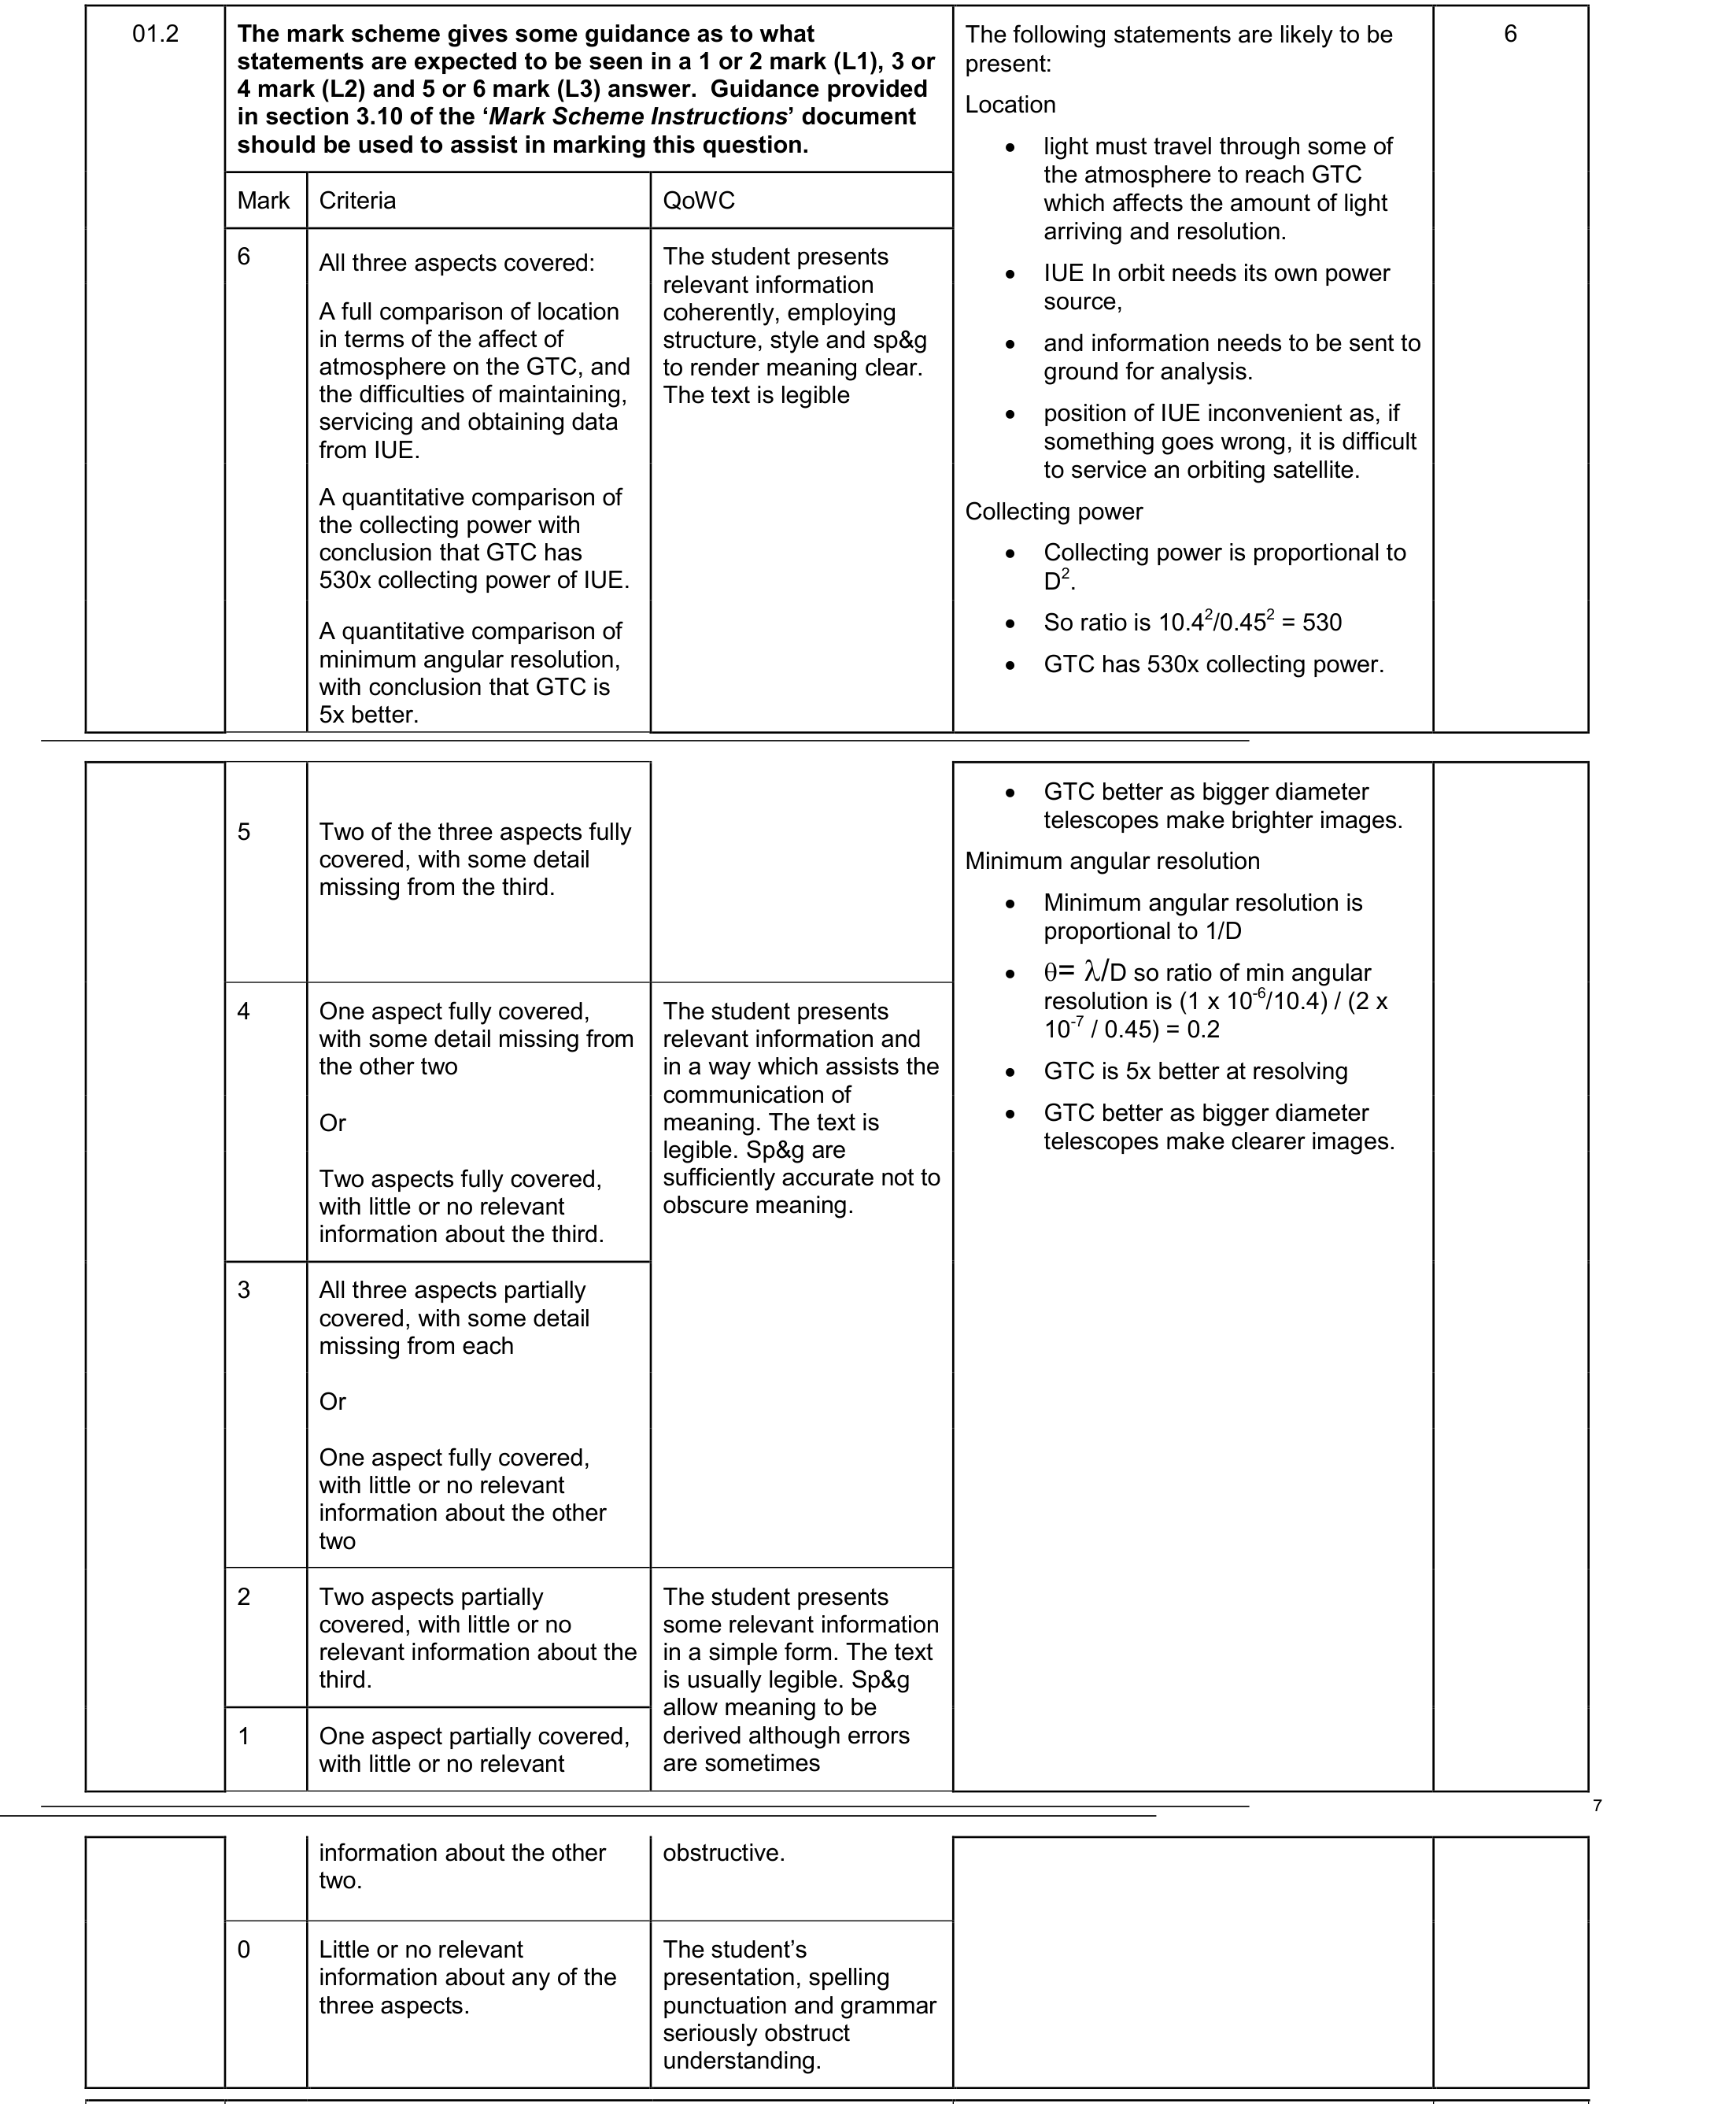 01.2
The mark scheme gives some guidance as to what
statements are expected to be seen in a 1 or 2 mark (L1), 3 or
4 mark (L2) and 5 or 6 mark (L3) answer.  Guidance provided
in section 3.10 of the ‘Mark Scheme Instructions’ document
should be used to assist in marking this question.
Mark
Criteria
QoWC
6
All three aspects covered:
A full comparison of location
in terms of the affect of
atmosphere on the GTC, and
the difficulties of maintaining,
servicing and obtaining data
from IUE.
A quantitative comparison of
the collecting power with
conclusion that GTC has
530x collecting power of IUE.
A quantitative comparison of
minimum angular resolution,
with conclusion that GTC is
5x better.
The student presents
relevant information
coherently, employing
structure, style and sp&g
to render meaning clear.
The text is legible
The following statements are likely to be
present:
Location
• light must travel through some of
the atmosphere to reach GTC
which affects the amount of light
arriving and resolution.
• IUE In orbit needs its own power
source,
• and information needs to be sent to
ground for analysis.
• position of IUE inconvenient as, if
something goes wrong, it is difficult
to service an orbiting satellite.
Collecting power
• Collecting power is proportional to
D².
• So ratio is 10.4²/0.45² = 530
• GTC has 530x collecting power.
6
5
Two of the three aspects fully
covered, with some detail
missing from the third.
4
One aspect fully covered,
with some detail missing from
the other two
Or
Two aspects fully covered,
with little or no relevant
information about the third.
The student presents
relevant information and
in a way which assists the
communication of
meaning. The text is
legible. Sp&g are
sufficiently accurate not to
obscure meaning.
3
All three aspects partially
covered, with some detail
missing from each
Or
One aspect fully covered,
with little or no relevant
information about the other
two
2
Two aspects partially
covered, with little or no
relevant information about the
third.
The student presents
some relevant information
in a simple form. The text
is usually legible. Sp&g
allow meaning to be
derived although errors
are sometimes
1
One aspect partially covered,
with little or no relevant
• GTC better as bigger diameter
telescopes make brighter images.
Minimum angular resolution
• Minimum angular resolution is
proportional to 1/D
• θ= λ/D so ratio of min angular
resolution is (1 x 10⁻⁶/10.4) / (2 x
10⁻⁷ / 0.45) = 0.2
• GTC is 5x better at resolving
• GTC better as bigger diameter
telescopes make clearer images.
7
information about the other
two.
obstructive.
0
Little or no relevant
information about any of the
three aspects.
The student’s
presentation, spelling
punctuation and grammar
seriously obstruct
understanding.